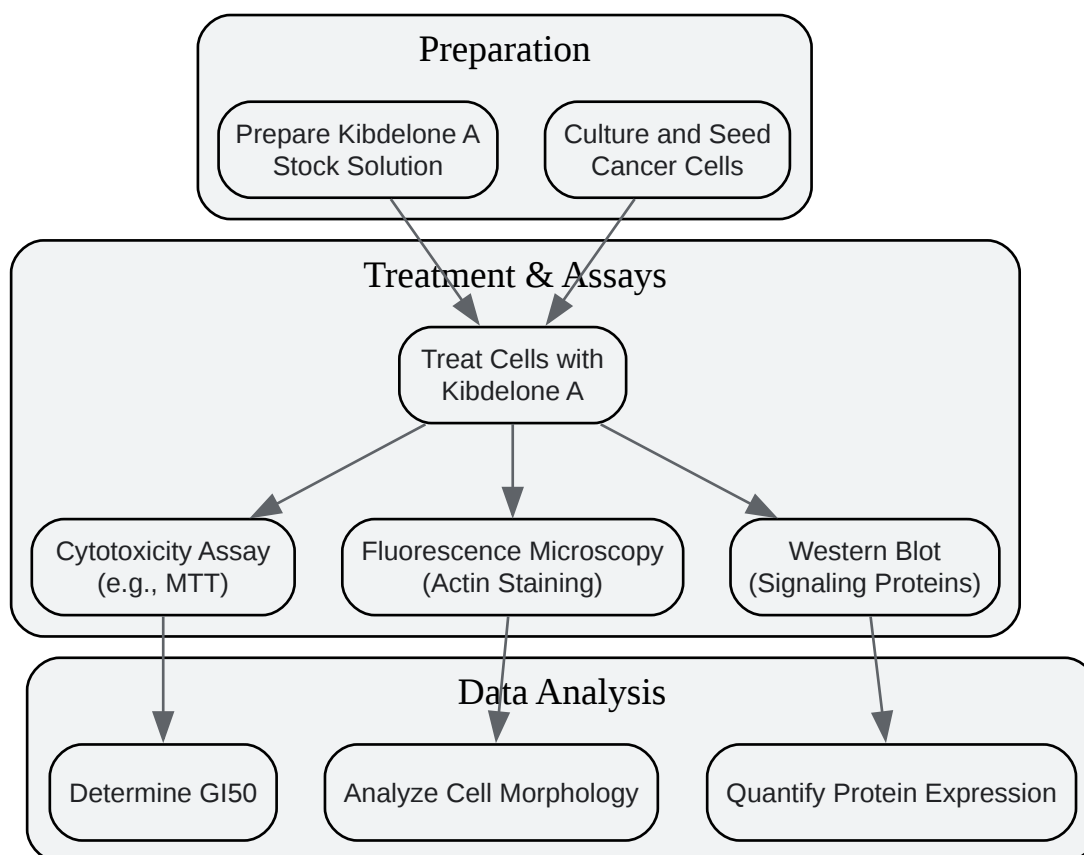 Preparation
Prepare Kibdelone A
Stock Solution
Culture and Seed
Cancer Cells
Treatment & Assays
Treat Cells with
Kibdelone A
Cytotoxicity Assay
(e.g., MTT)
Fluorescence Microscopy
(Actin Staining)
Western Blot
(Signaling Proteins)
Data Analysis
Determine GI50
Analyze Cell Morphology
Quantify Protein Expression